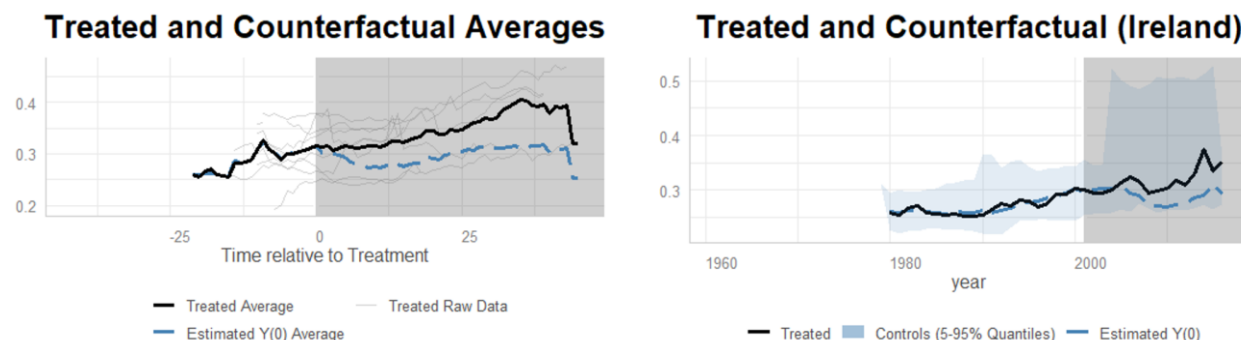 Treated and Counterfactual Averages
0.4
0.3
0.2
-25 0 25
Time relative to Treatment
Treated Average Treated Raw Data
Estimated Y(0) Average
Treated and Counterfactual (Ireland)
0.5
0.4
0.3
1960 1980 2000
year
Treated Controls (5-95% Quantiles) Estimated Y(0)